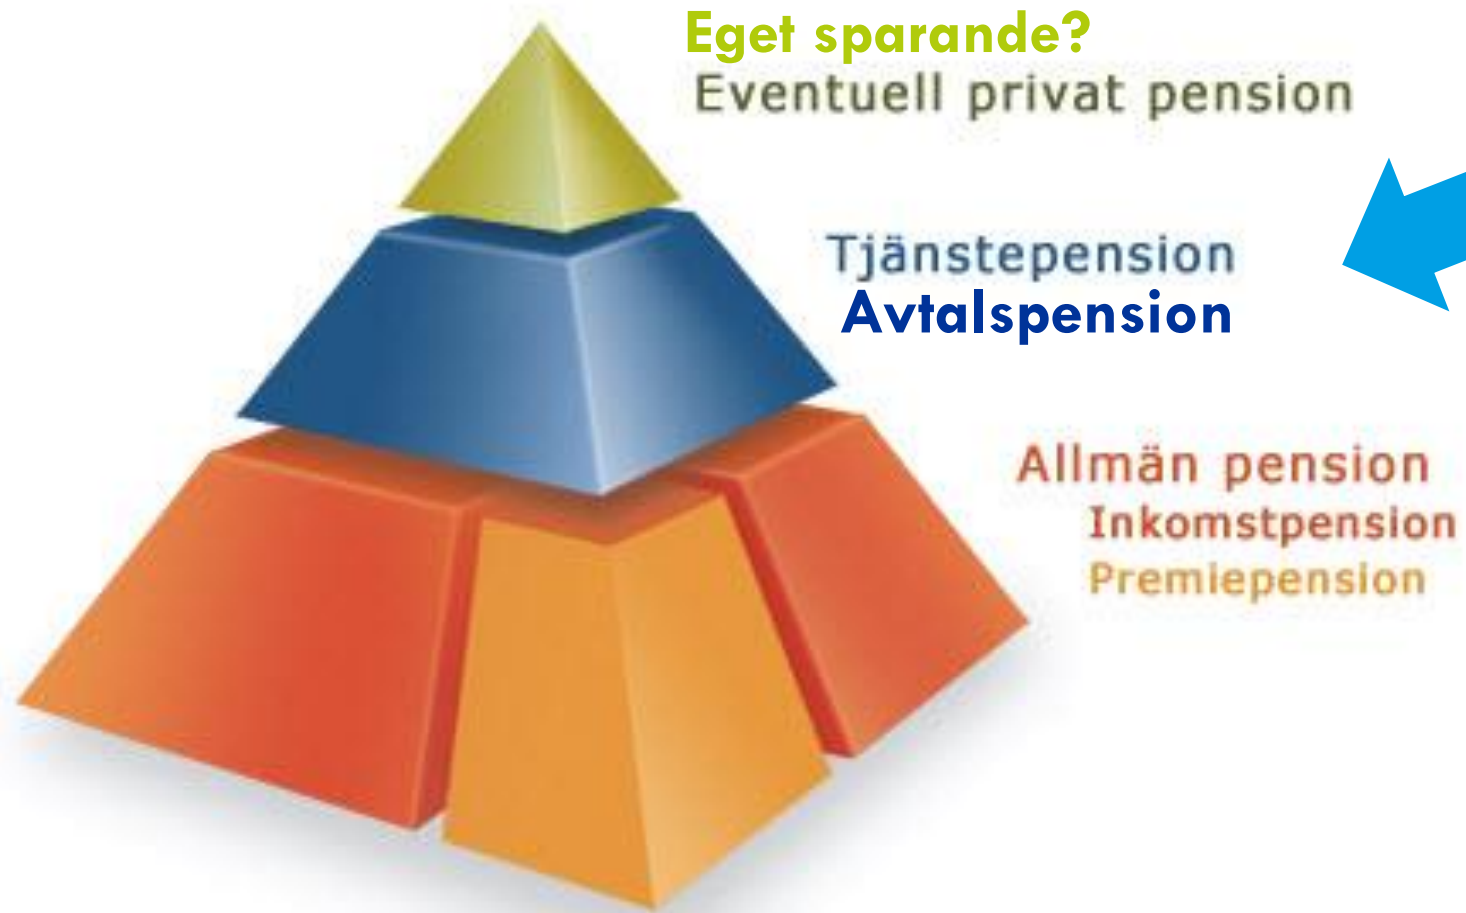 Eget sparande?
Eventuell privat pension
Tjänstepension
Avtalspension
Allmän pension
Inkomstpension
Premiepension